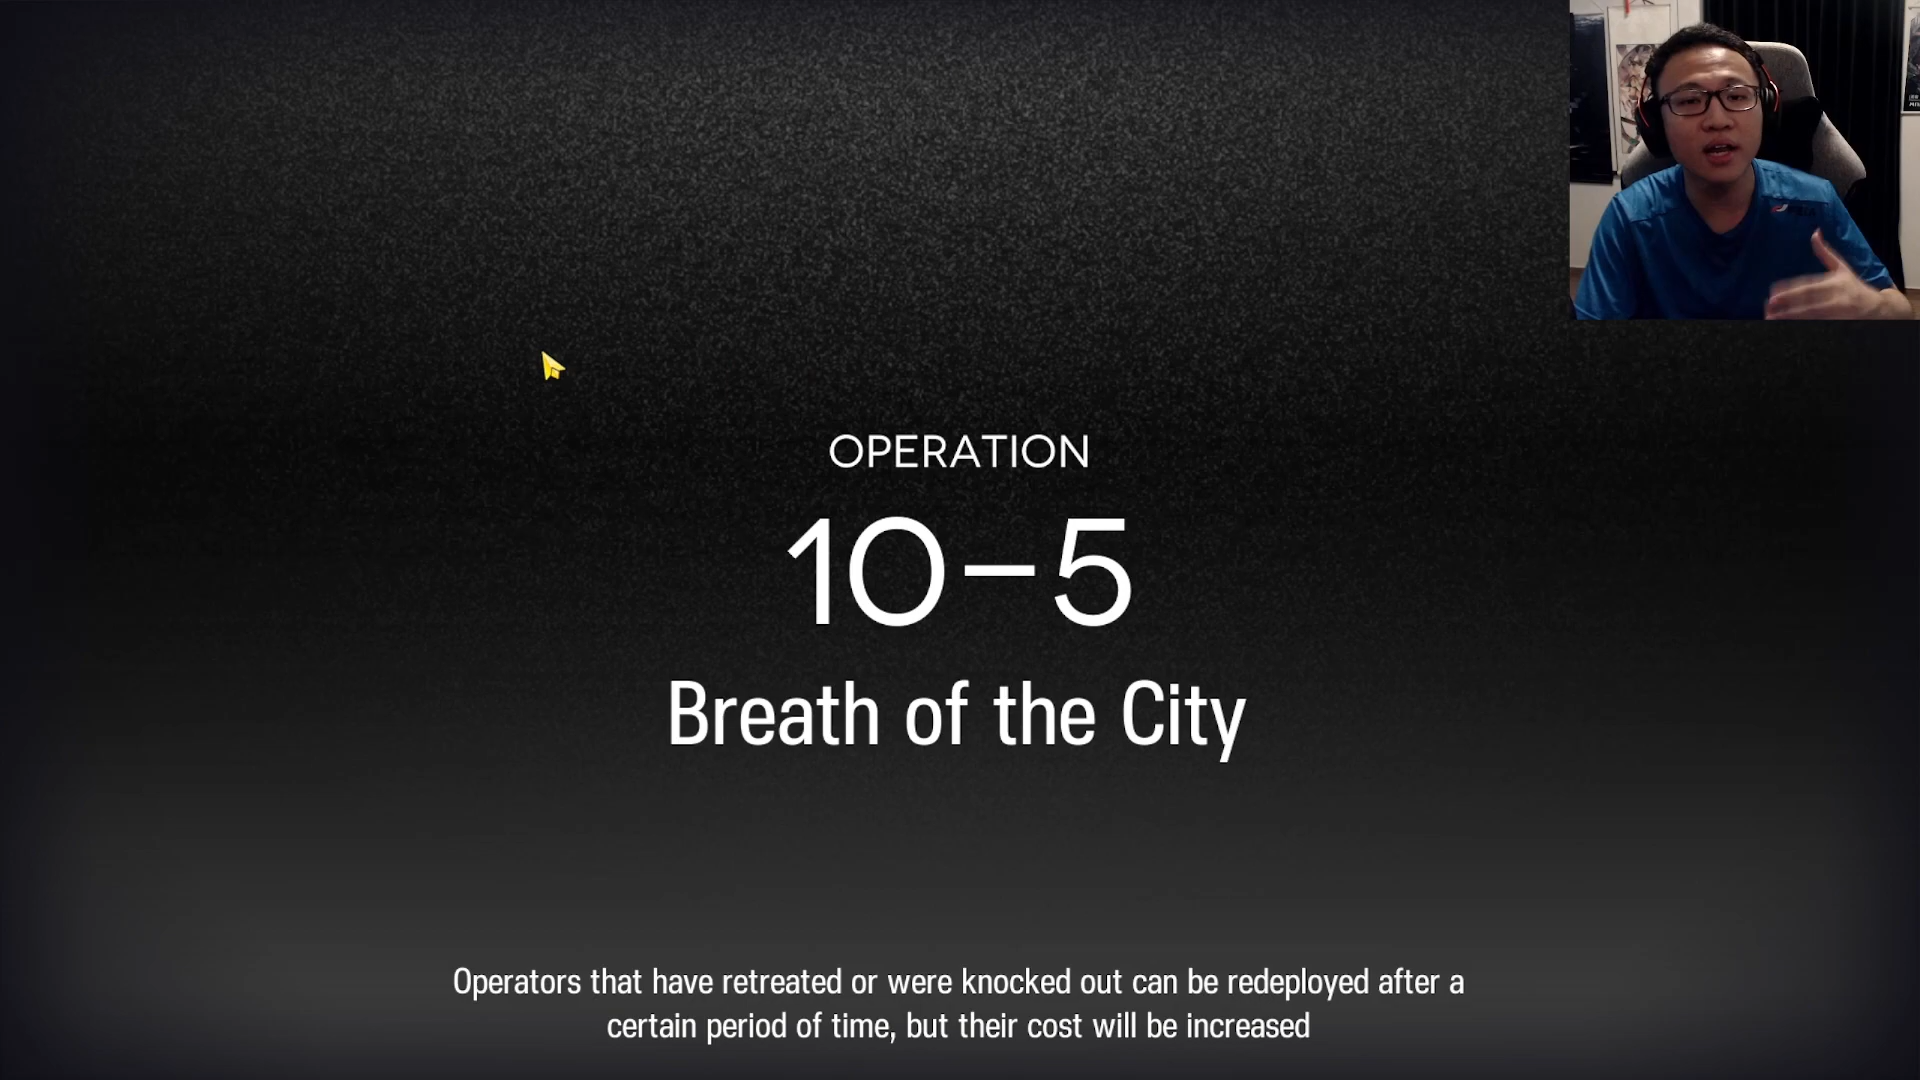 OPERATION
10-5
Breath of the City
Operators that have retreated or were knocked out can be redeployed after a
certain period of time, but their cost will be increased